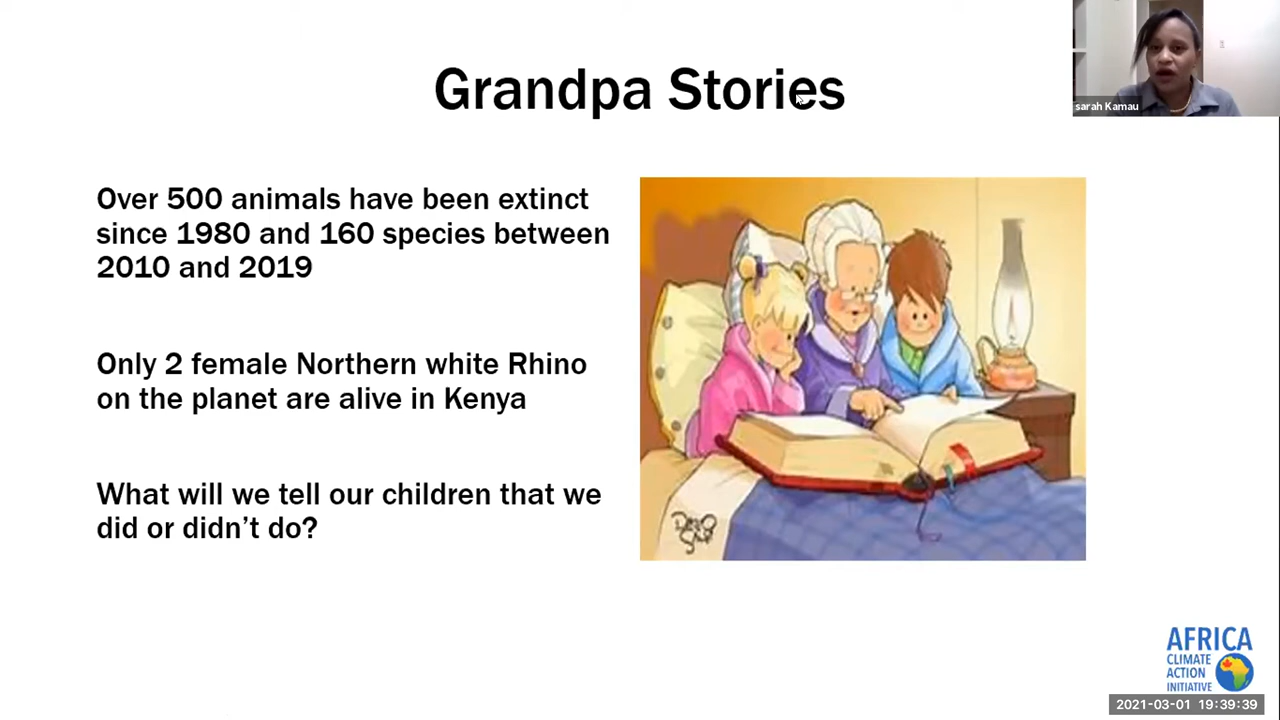 Grandpa Stories
sarah Kamau
Over 500 animals have been extinct
since 1980 and 160 species between
2010 and 2019
Only 2 female Northern white Rhino
on the planet are alive in Kenya
What will we tell our children that we
did or didn’t do?
AFRICA
CLIMATE
ACTION
INITIATIVE
2021-03-01 19:39:39